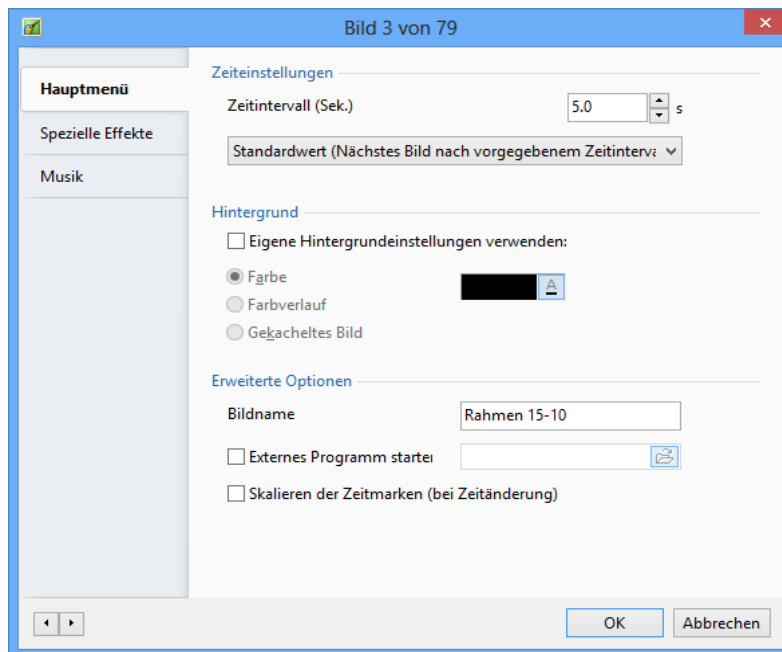 Bild 3 von 79
Hauptmenü
Spezielle Effekte
Musik
Zeiteinstellungen
Zeitintervall (Sek.)
5.0
s
Standardwert (Nächstes Bild nach vorgegebenem Zeitinterva
Hintergrund
Eigene Hintergrundeinstellungen verwenden:
Farbe
A
Farbverlauf
Gekacheltes Bild
Erweiterte Optionen
Bildname
Rahmen 15-10
Externes Programm starter
Skalieren der Zeitmarken (bei Zeitänderung)
OK
Abbrechen